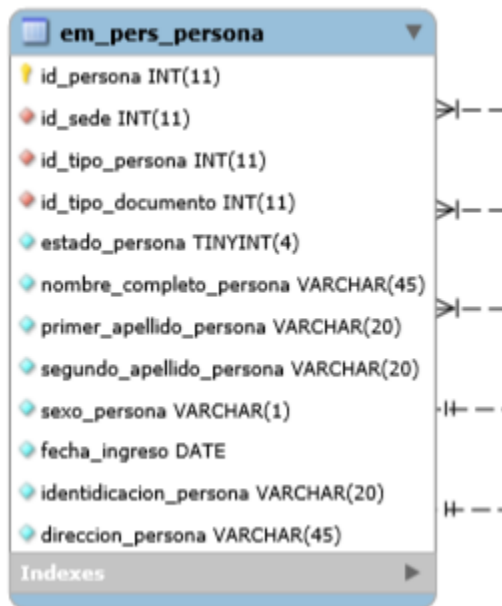 em_pers_persona
id_persona INT(11)
id_sede INT(11)
id_tipo_persona INT(11)
id_tipo_documento INT(11)
estado_persona TINYINT(4)
nombre_completo_persona VARCHAR(45)
primer_apellido_persona VARCHAR(20)
segundo_apellido_persona VARCHAR(20)
sexo_persona VARCHAR(1)
fecha_ingreso DATE
identidicacion_persona VARCHAR(20)
direccion_persona VARCHAR(45)
Indexes